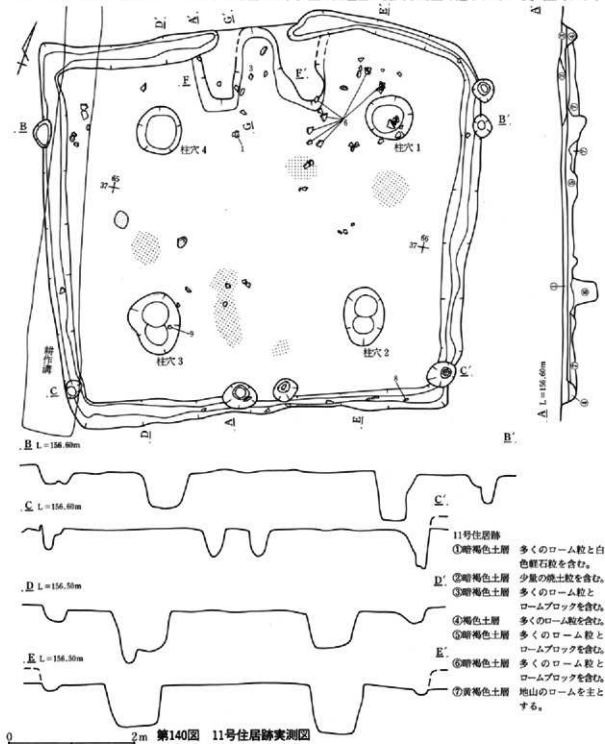 D′ A′ G′ E′
F F′ 3
G 6
B B′
柱穴4 1 柱穴1
65
37
66
37
9
柱穴3 柱穴2
耕作溝
8
C C′
D A E
A′
A L=156.60m
B L=156.60m B′
C L=156.60m C′
D L=156.50m D′
E L=156.50m E′
11号住居跡
①暗褐色土層 多くのローム粒と白
色軽石粒を含む。
②暗褐色土層 少量の焼土粒を含む。
③暗褐色土層 多くのローム粒と
ロームブロックを含む。
④褐色土層 多くのローム粒を含む。
⑤暗褐色土層 多くのローム粒と
ロームブロックを含む。
⑥暗褐色土層 多くのローム粒と
ロームブロックを含む。
⑦黄褐色土層 地山のロームを主と
する。
0 2m 第140図 11号住居跡実測図